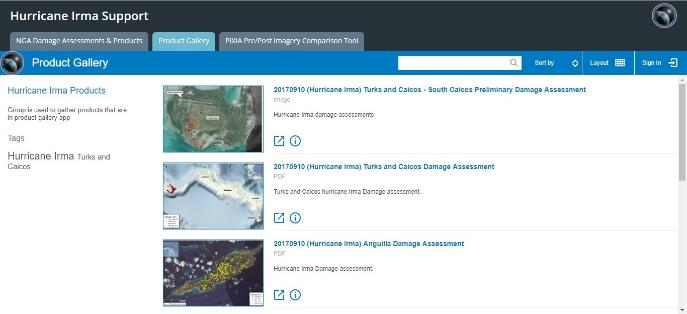 Hurricane Irma Support
NGA Damage Assessments & Products
Product Gallery
PIXIA Pre/Post Imagery Comparison Tool
Product Gallery
Sort by
Layout
Sign In
Hurricane Irma Products
Group is used to gather products that are
in product gallery app
Tags
Hurricane Irma Turks and
Caicos
20170910 (Hurricane Irma) Turks and Caicos - South Caicos Preliminary Damage Assessment
Image
Hurricane Irma damage assessments
20170910 (Hurricane Irma) Turks and Caicos Damage Assessment
PDF
Turks and Caicos hurricane Irma Damage assessment.
20170910 (Hurricane Irma) Anguilla Damage Assessment
PDF
Hurricane Irma Damage assessment.